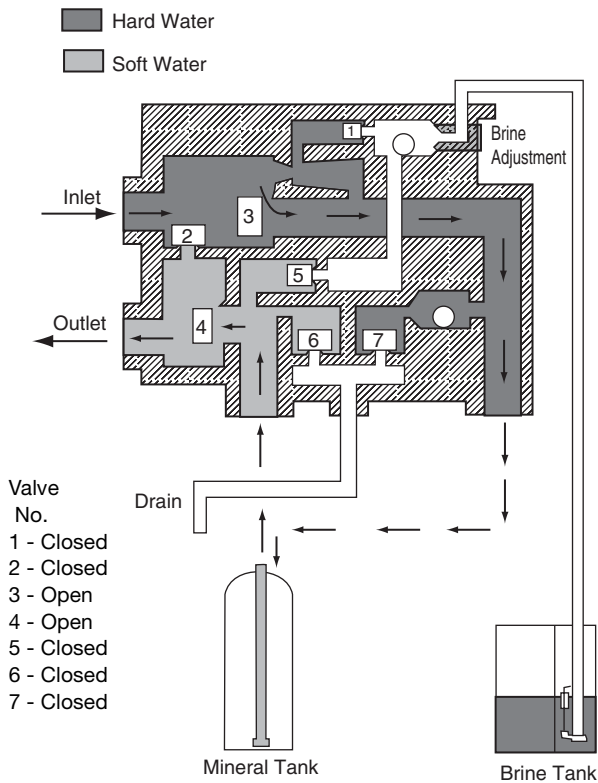 Hard Water
Soft Water
1
Brine
Adjustment
Inlet
3
2
5
Outlet
4
6
7
Valve
No.
Drain
1 - Closed
2 - Closed
3 - Open
4 - Open
5 - Closed
6 - Closed
7 - Closed
Mineral Tank
Brine Tank